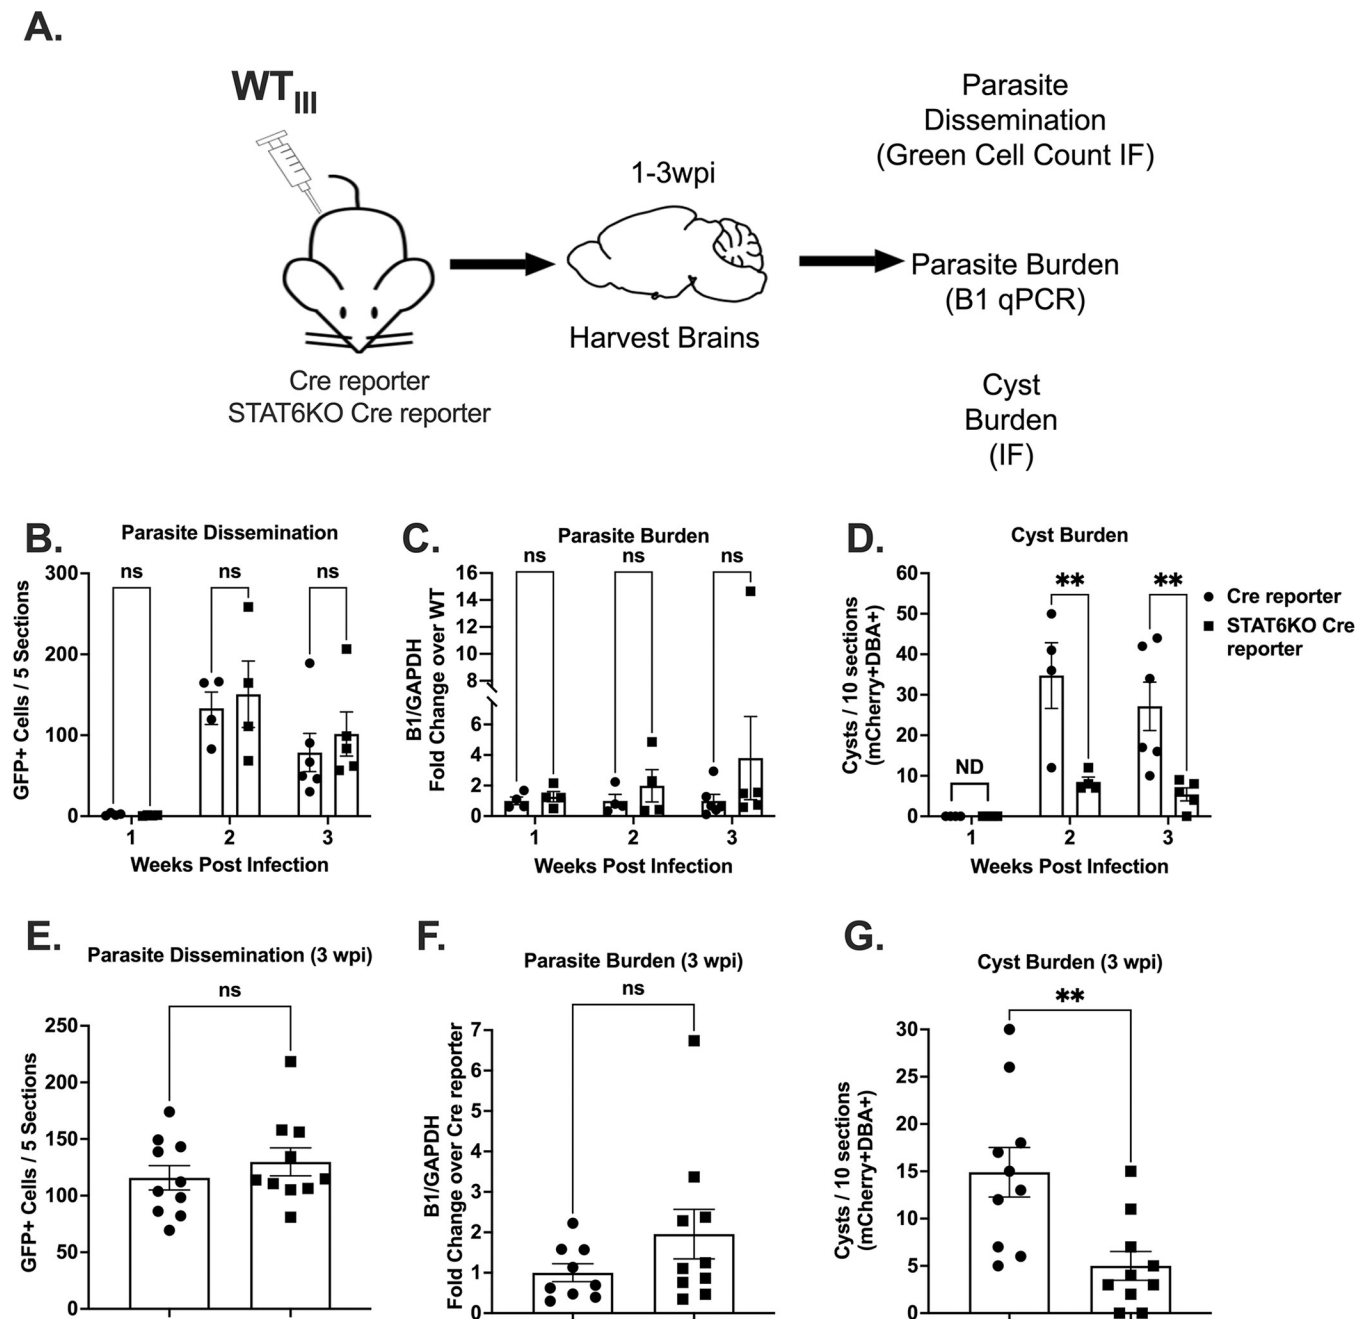 A.
WTIII
Parasite
Dissemination
(Green Cell Count IF)
1-3wpi
Parasite Burden
(B1 qPCR)
Harvest Brains
Cre reporter
STAT6KO Cre reporter
Cyst
Burden
(IF)
B.
Parasite Dissemination
GFP+ Cells / 5 Sections
300
200
100
0
ns
ns
ns
1
2
3
Weeks Post Infection
C.
Parasite Burden
B1/GAPDH
Fold Change over WT
16
14
12
10
8
6
4
2
0
ns
ns
ns
1
2
3
Weeks Post Infection
D.
Cyst Burden
Cysts / 10 sections
(mCherry+DBA+)
60
50
40
30
20
10
0
ND
**
**
1
2
3
Weeks Post Infection
Cre reporter
STAT6KO Cre
reporter
E.
Parasite Dissemination (3 wpi)
GFP+ Cells / 5 Sections
250
200
150
100
50
0
ns
F.
Parasite Burden (3 wpi)
B1/GAPDH
Fold Change over Cre reporter
7
6
5
4
3
2
1
0
ns
G.
Cyst Burden (3 wpi)
Cysts / 10 sections
(mCherry+DBA+)
30
25
20
15
10
5
0
**